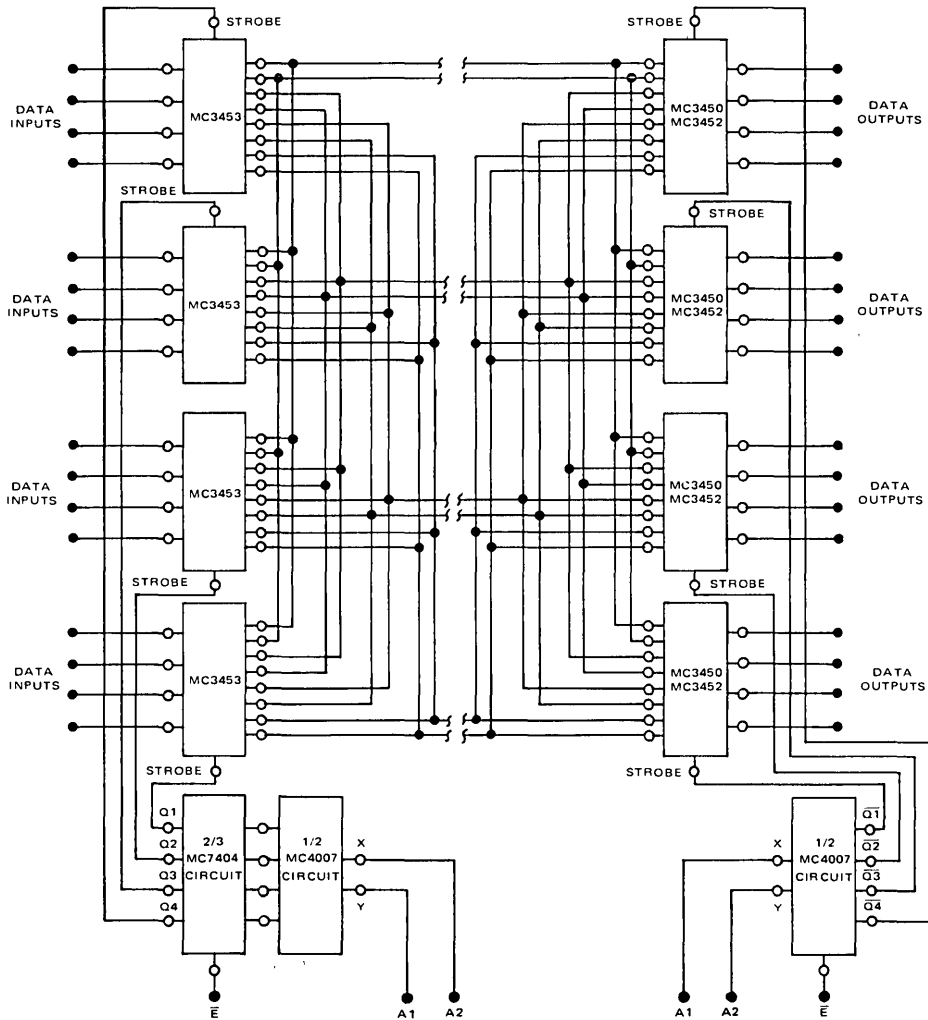 STROBE
STROBE
DATA
INPUTS
MC3453
MC3450
MC3452
DATA
OUTPUTS
STROBE
STROBE
DATA
INPUTS
MC3453
MC3450
MC3452
DATA
OUTPUTS
DATA
INPUTS
MC3453
MC3450
MC3452
DATA
OUTPUTS
STROBE
STROBE
DATA
INPUTS
MC3453
MC3450
MC3452
DATA
OUTPUTS
STROBE
STROBE
Q1
Q2
Q3
Q4
2/3
MC7404
CIRCUIT
1/2
MC4007
CIRCUIT
X
Y
E̅
A1
A2
X
Y
1/2
MC4007
CIRCUIT
Q̅1̅
Q̅2̅
Q̅3̅
Q̅4̅
A1
A2
E̅